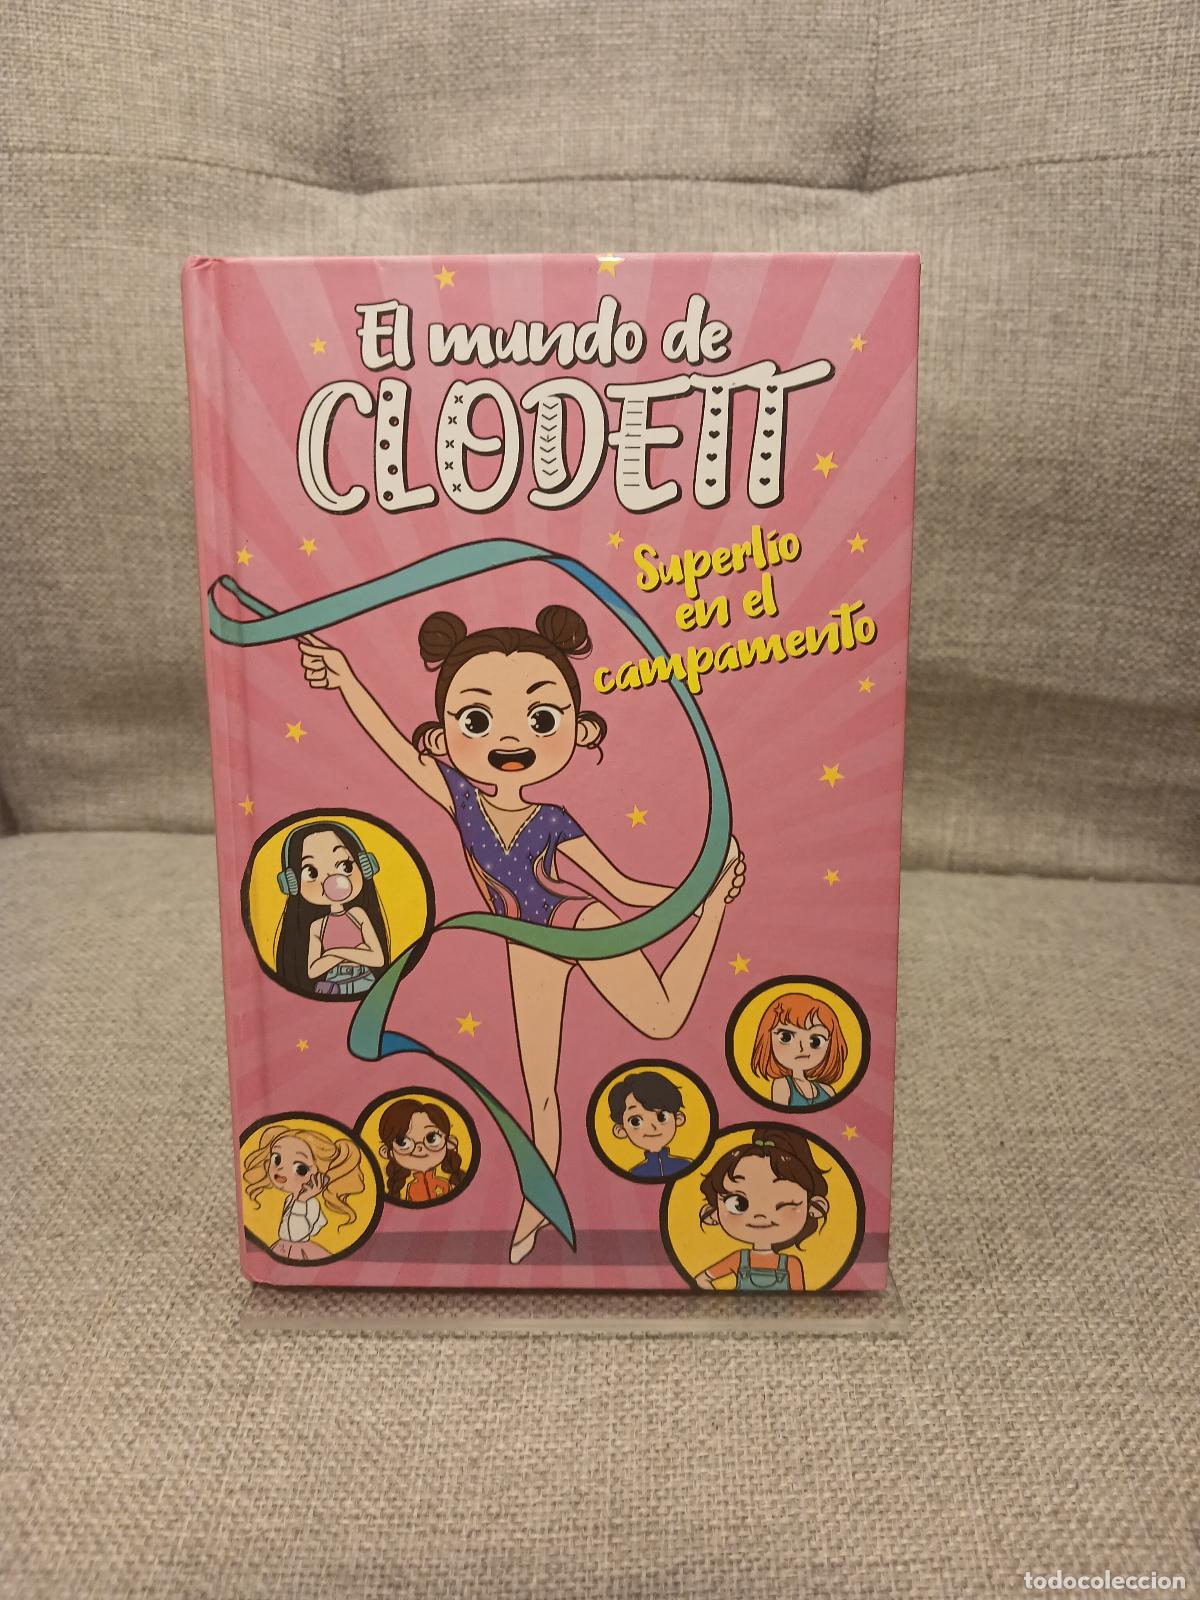 El mundo de
CLODETT
Superlío
en el
campamento
todocoleccion